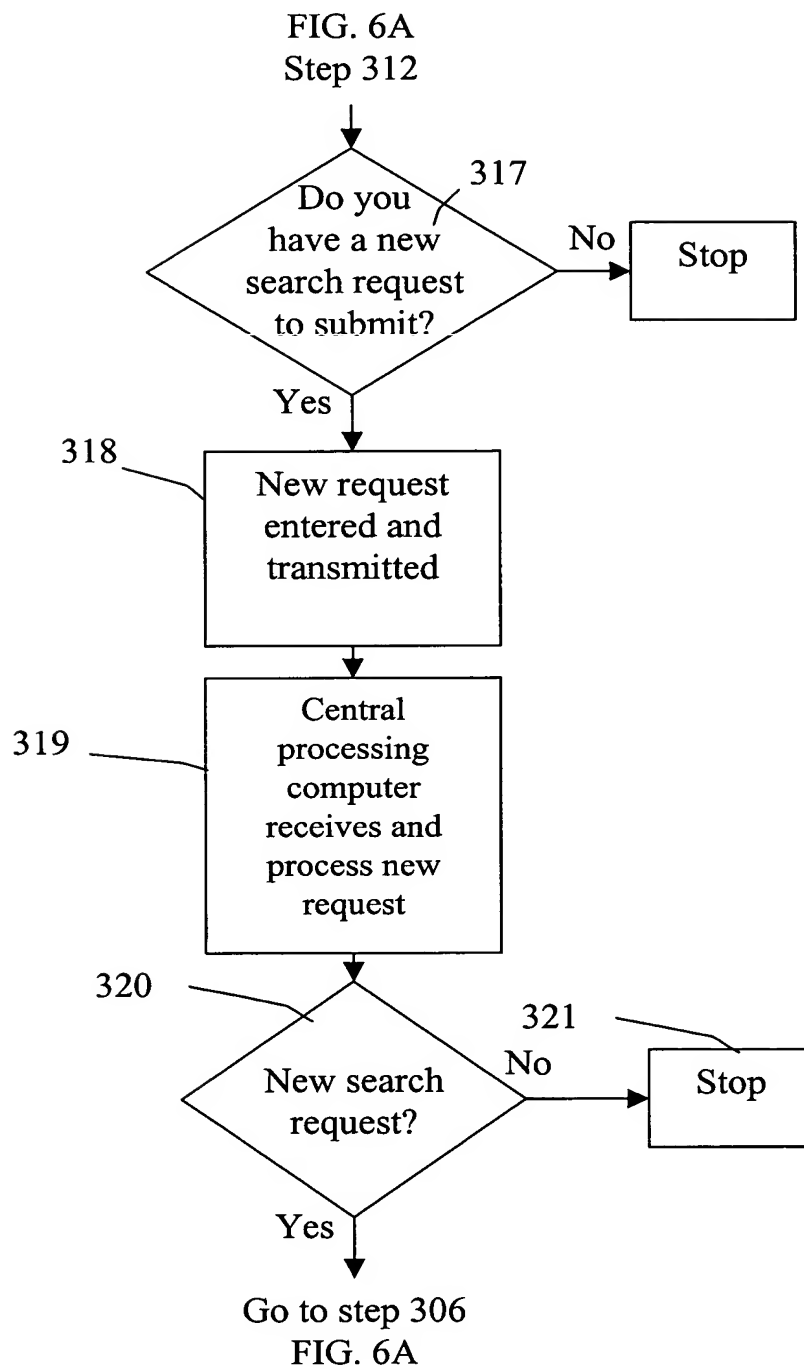 FIG. 6A
Step 312
317
Do you
have a new
search request
to submit?
No
Stop
Yes
318
New request
entered and
transmitted
319
Central
processing
computer
receives and
process new
request
320
New search
request?
No
321
Stop
Yes
Go to step 306
FIG. 6A